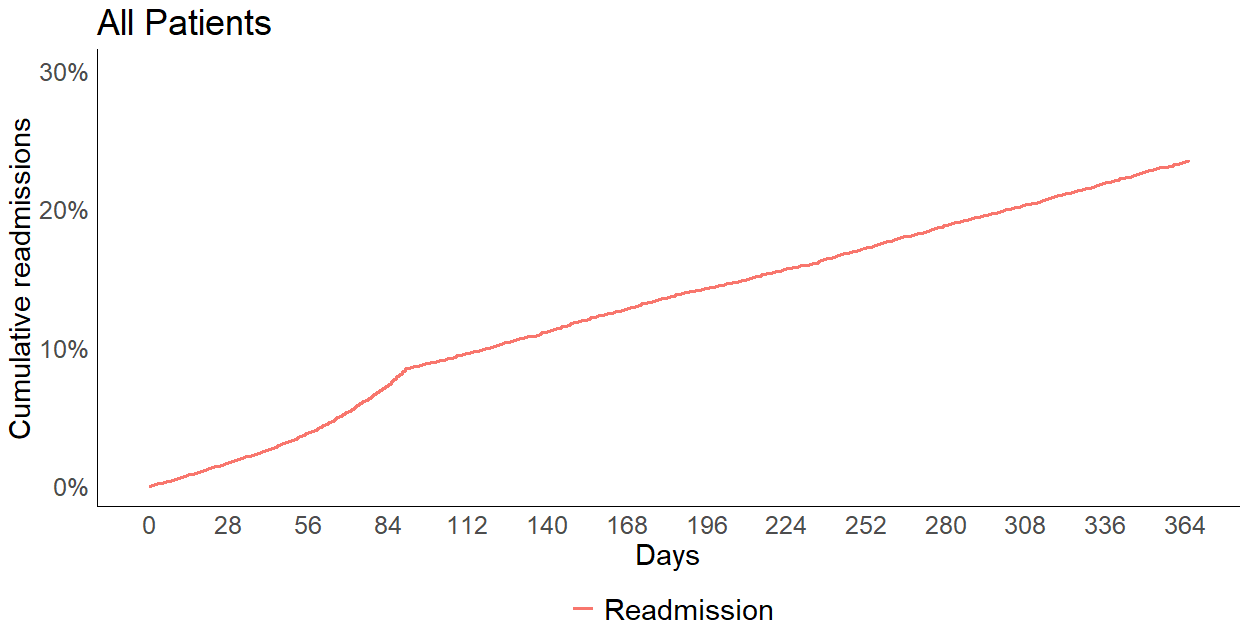 All Patients
Cumulative readmissions
30%
20%
10%
0%
0 28 56 84 112 140 168 196 224 252 280 308 336 364
Days
Readmission